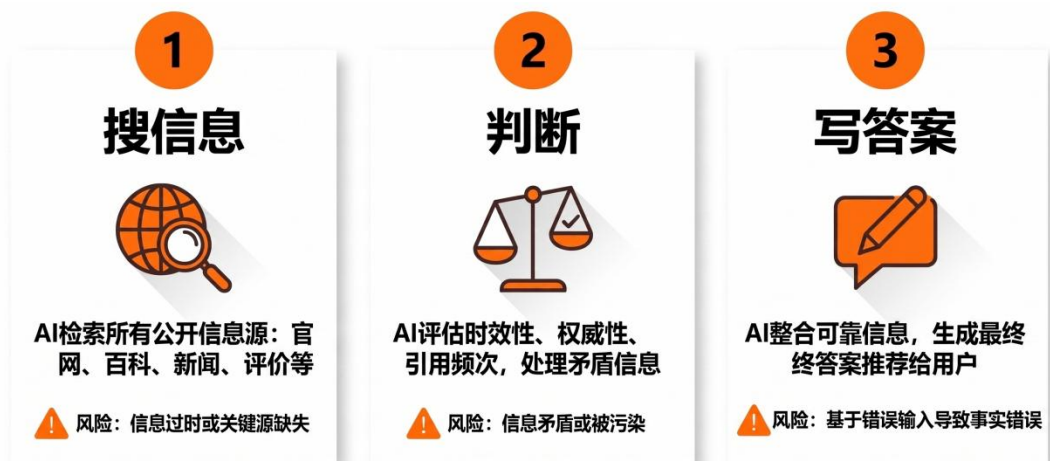 1
搜信息
AI检索所有公开信息源：官
网、百科、新闻、评价等
风险：信息过时或关键源缺失
2
判断
AI评估时效性、权威性、
引用频次，处理矛盾信息
风险：信息矛盾或被污染
3
写答案
AI整合可靠信息，生成最终
终答案推荐给用户
风险：基于错误输入导致事实错误